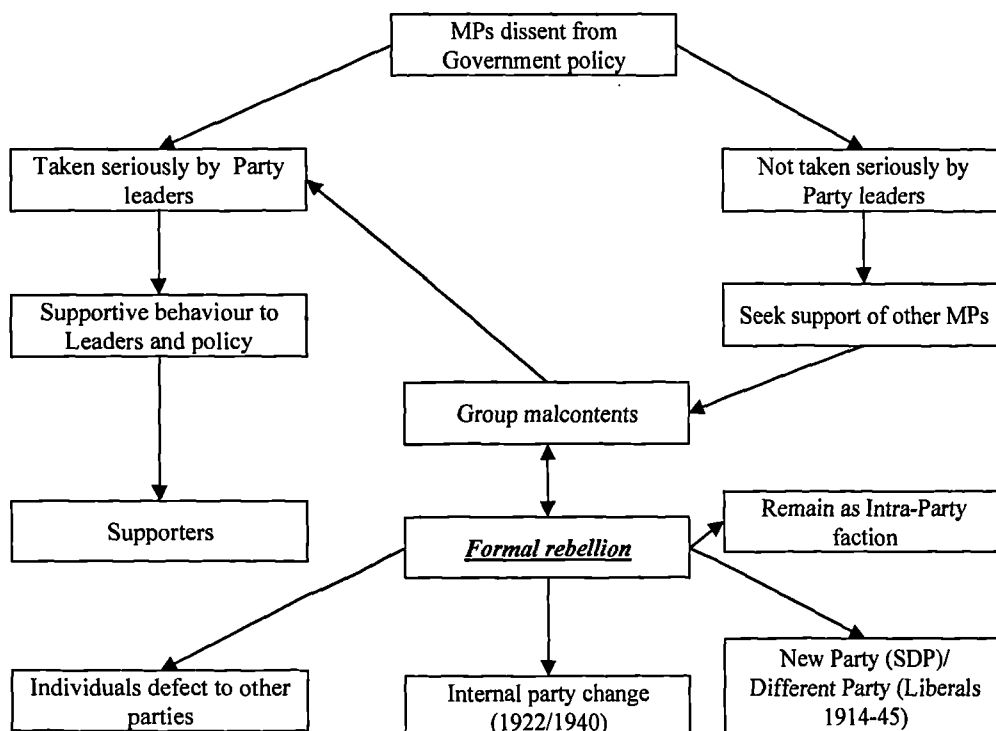 MPs dissent from
Government policy
Taken seriously by Party
leaders
Not taken seriously by
Party leaders
Supportive behaviour to
Leaders and policy
Seek support of other MPs
Group malcontents
Supporters
Remain as Intra-Party
faction
Formal rebellion
Individuals defect to other
parties
Internal party change
(1922/1940)
New Party (SDP)/
Different Party (Liberals
1914-45)